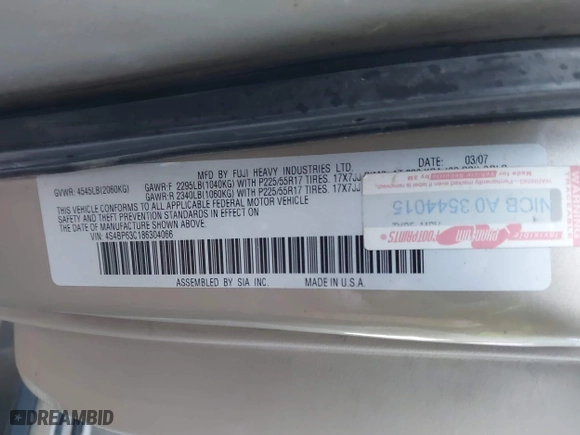 MFD BY FUJI HEAVY INDUSTRIES LTD. DATE: 03/07
GVWR: 4545LB(2060KG) GAWR:F 2295LB(1040KG) WITH P225/55R17 TIRES. 17X7JJ
GAWR:R 2340LB(1060KG) WITH P225/55R17 TIRES. 17X7JJ
THIS VEHICLE CONFORMS TO ALL APPLICABLE FEDERAL MOTOR VEHICLE
SAFETY,BUMPER,AND THEFT PREVENTION STANDARDS IN EFFECT ON
THE DATE OF MANUFACTURE SHOWN ABOVE.
VIN: 4S4BP63C186304066
ASSEMBLED BY SIA INC. MADE IN U.S.A.
PHANTOM
FOOTPRINTS
NICB A0 3544015
DREAMBID